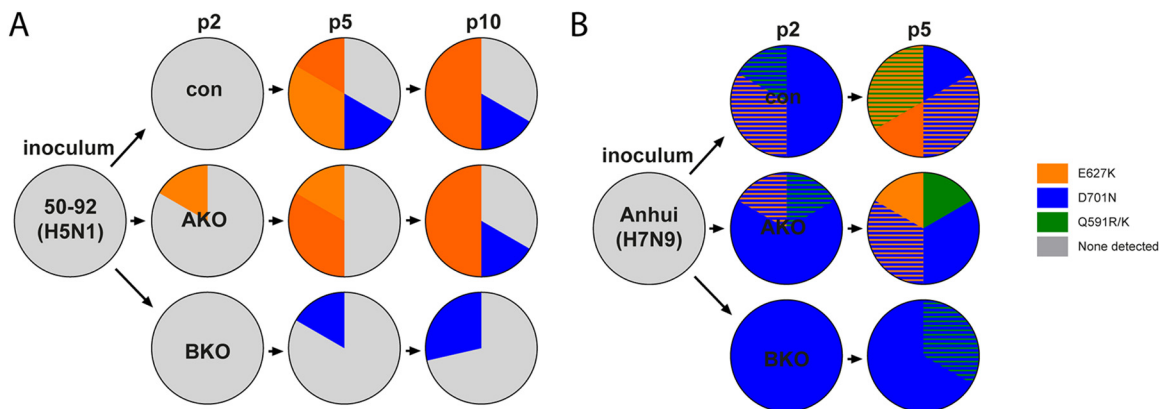 A
p2
p5
p10
con
inoculum
50-92
(H5N1)
AKO
BKO
B
p2
p5
con
inoculum
Anhui
(H7N9)
AKO
BKO
E627K
D701N
Q591R/K
None detected